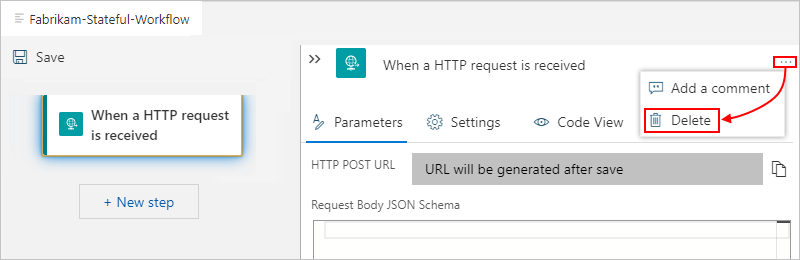 Fabrikam-Stateful-Workflow
Save
When a HTTP request
is received
+ New step
When a HTTP request is received
...
Add a comment
Delete
Parameters
Settings
Code View
HTTP POST URL
URL will be generated after save
Request Body JSON Schema